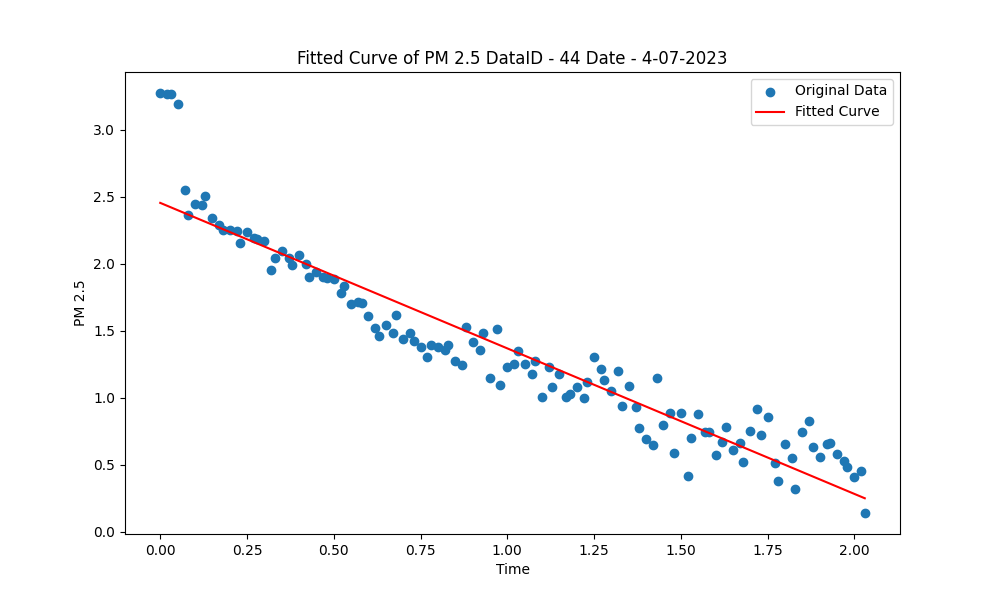 Fitted Curve of PM 2.5 DataID - 44 Date - 4-07-2023
Original Data
Fitted Curve
PM 2.5
3.0
2.5
2.0
1.5
1.0
0.5
0.0
0.00 0.25 0.50 0.75 1.00 1.25 1.50 1.75 2.00
Time